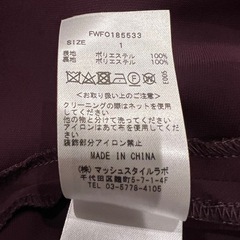 FWFO185533
SIZE 1
表地 ポリエステル 100%
裏地 ポリエステル 100%
<お取り扱い上のご注意>
クリーニングの際はネットを使用
してください。
他の物と分けて洗ってください。
アイロンはあて布を使用してくだ
さい。
装飾部分アイロン禁止
MADE IN CHINA
(株)マッシュスタイルラボ
東京都千代田区麹町5-7-1-4F
TEL 03-5778-4105